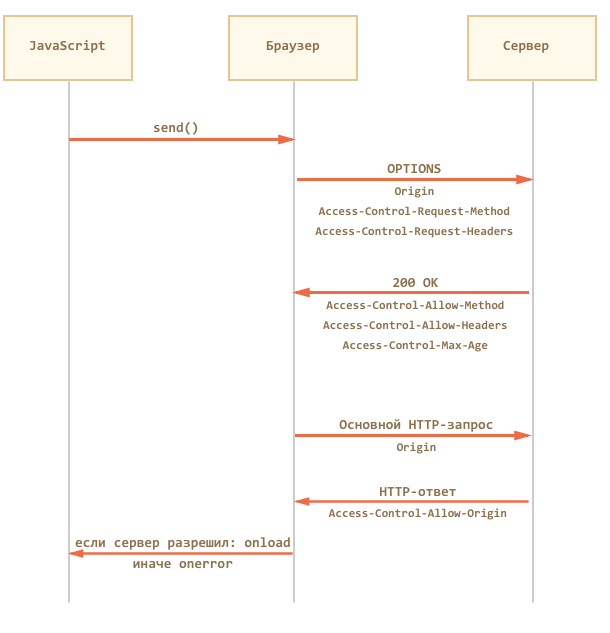 JavaScript
Браузер
Сервер
send()
OPTIONS
Origin
Access-Control-Request-Method
Access-Control-Request-Headers
200 OK
Access-Control-Allow-Method
Access-Control-Allow-Headers
Access-Control-Max-Age
Основной HTTP-запрос
Origin
HTTP-ответ
Access-Control-Allow-Origin
если сервер разрешил: onload
иначе onerror